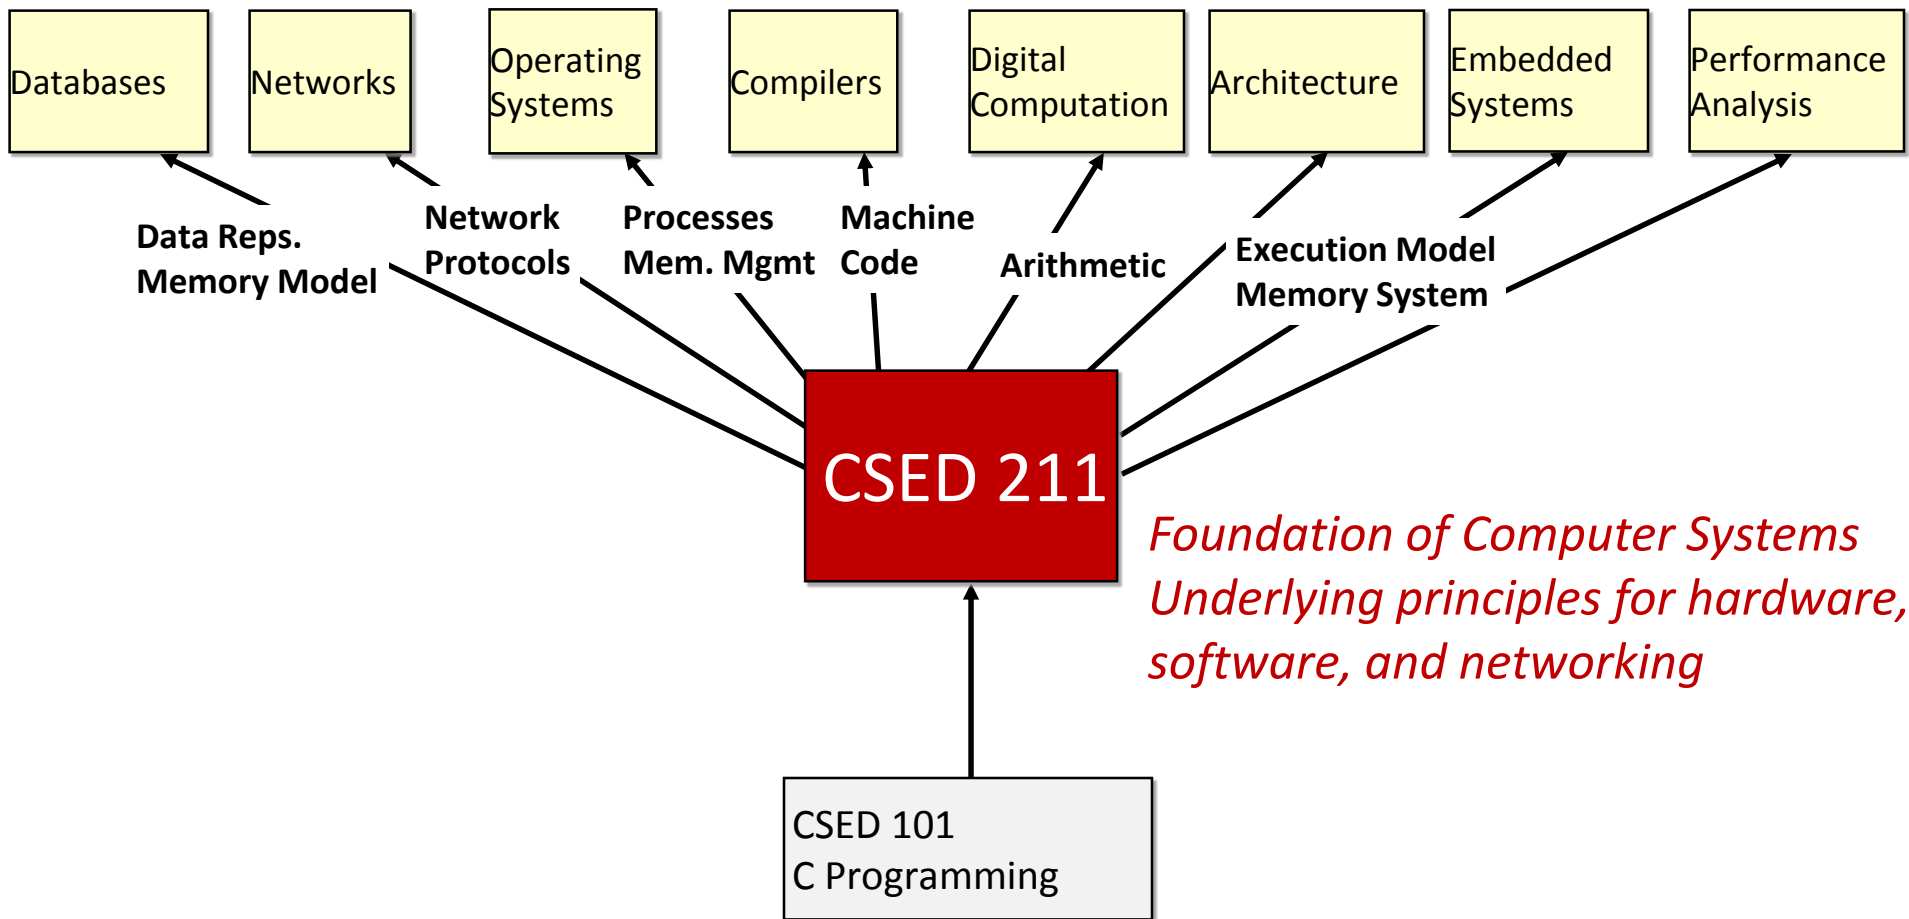 Databases
Networks
Operating
Systems
Compilers
Digital
Computation
Architecture
Embedded
Systems
Performance
Analysis
Data Reps.
Memory Model
Network
Protocols
Processes
Mem. Mgmt
Machine
Code
Arithmetic
Execution Model
Memory System
CSED 211
Foundation of Computer Systems
Underlying principles for hardware,
software, and networking
CSED 101
C Programming